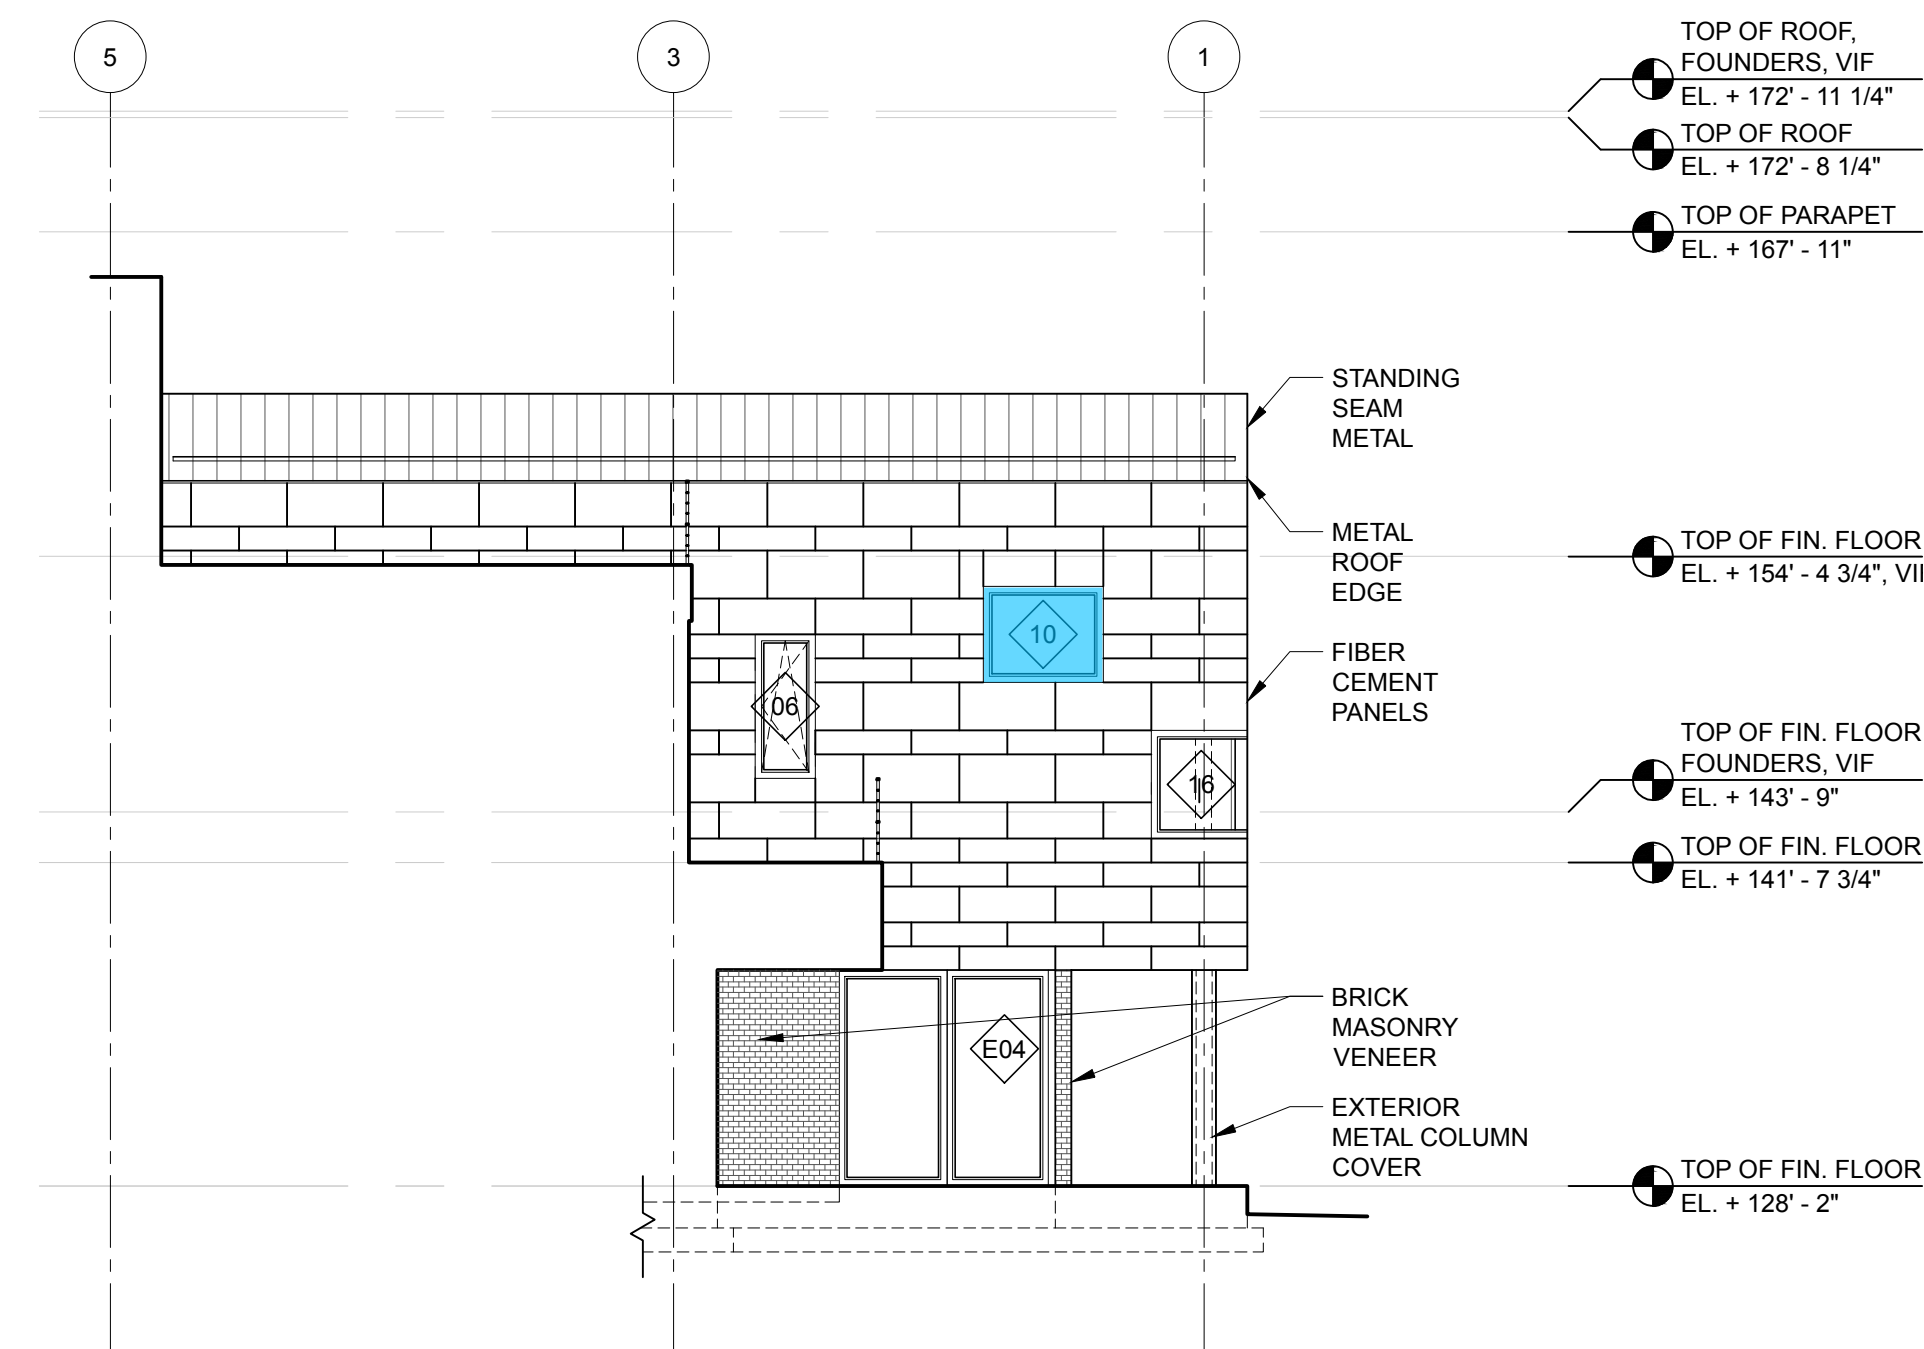 5
3
1
TOP OF ROOF,
FOUNDERS, VIF
EL. + 172' - 11 1/4"
TOP OF ROOF
EL. + 172' - 8 1/4"
TOP OF PARAPET
EL. + 167' - 11"
STANDING
SEAM
METAL
METAL
ROOF
EDGE
TOP OF FIN. FLOOR
EL. + 154' - 4 3/4",
10
06
16
FIBER
CEMENT
PANELS
TOP OF FIN. FLOOR
FOUNDERS, VIF
EL. + 143' - 9"
TOP OF FIN. FLOOR
EL. + 141' - 7 3/4"
E04
BRICK
MASONRY
VENEER
EXTERIOR
METAL COLUMN
COVER
TOP OF FIN. FLOOR
EL. + 128' - 2"